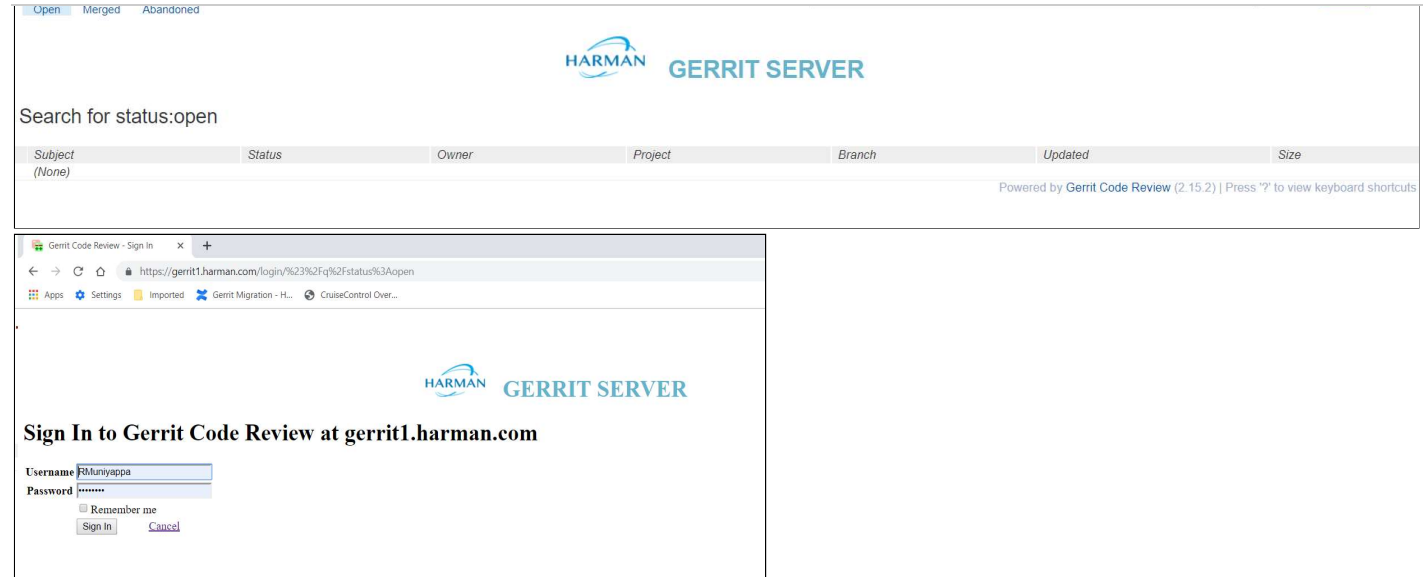 Open Merged Abandoned
HARMAN GERRIT SERVER
Search for status:open
Subject Status Owner Project Branch Updated Size
(None)
Powered by Gerrit Code Review (2.15.2) | Press '?' to view keyboard shortcuts
Gerrit Code Review - Sign In × +
https://gerrit1.harman.com/login/%23%2Fq%2Fstatus%3Aopen
Apps Settings Imported Gerrit Migration - H... CruiseControl Over...
HARMAN GERRIT SERVER
Sign In to Gerrit Code Review at gerrit1.harman.com
Username RMuniyappa
Password ••••••••
Remember me
Sign In Cancel